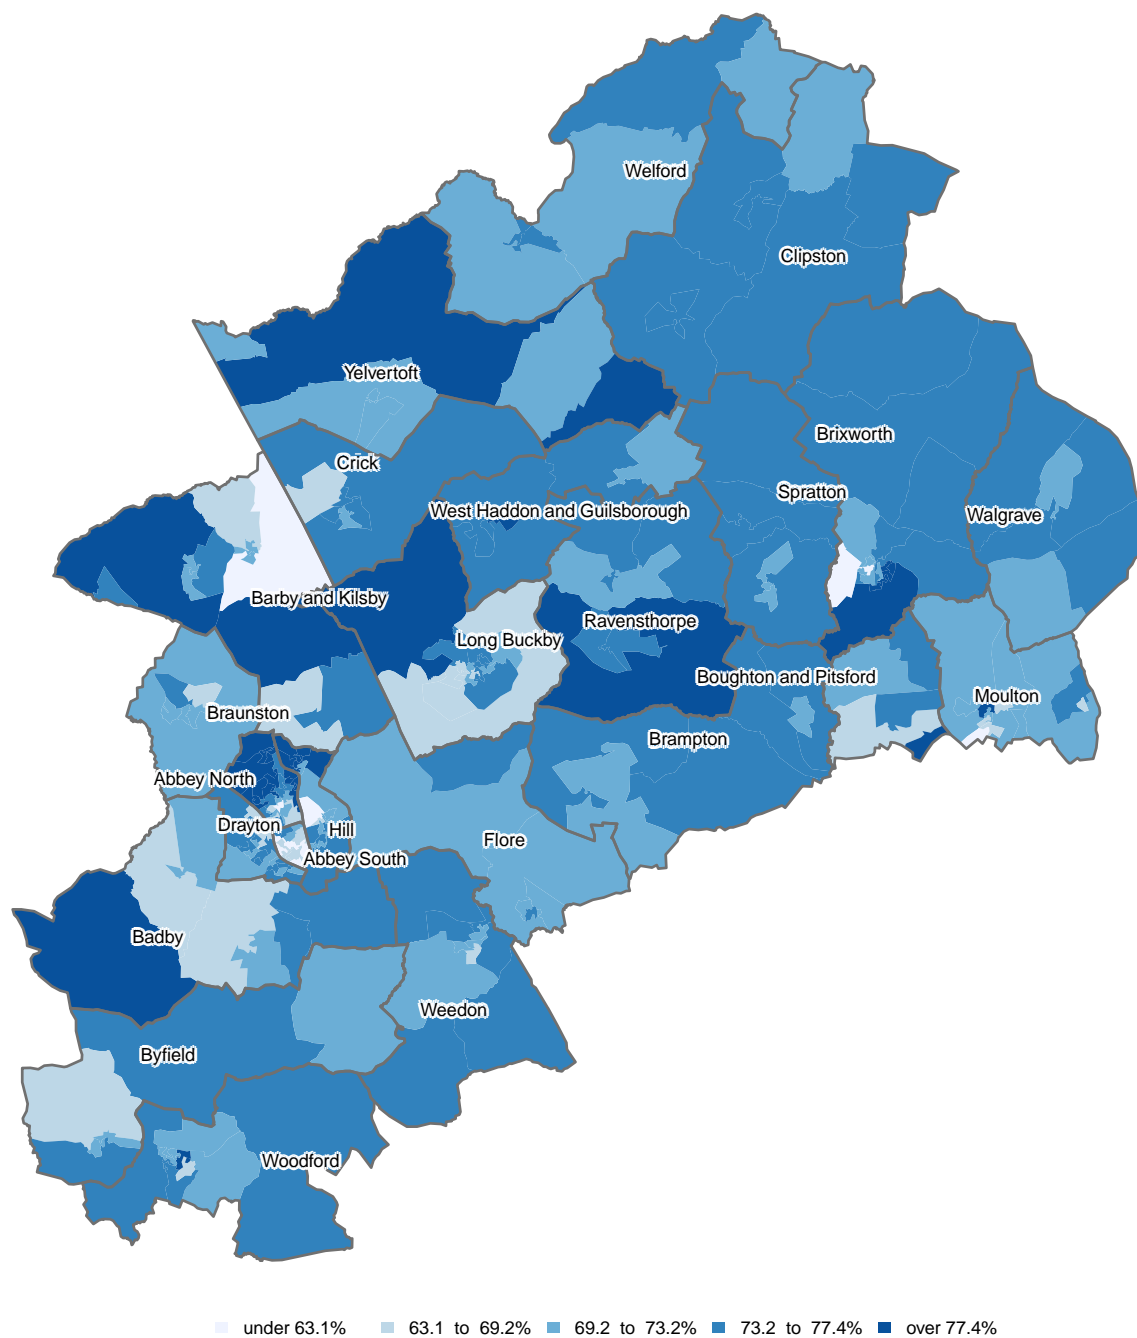 Welford
Clipston
Yelvertoft
Brixworth
Crick
Spratton
West Haddon and Guilsborough
Walgrave
Barby and Kilsby
Ravensthorpe
Long Buckby
Boughton and Pitsford
Moulton
Braunston
Brampton
Abbey North
Drayton
Hill
Flore
Abbey South
Badby
Weedon
Byfield
Woodford
under 63.1% 63.1 to 69.2% 69.2 to 73.2% 73.2 to 77.4% over 77.4%